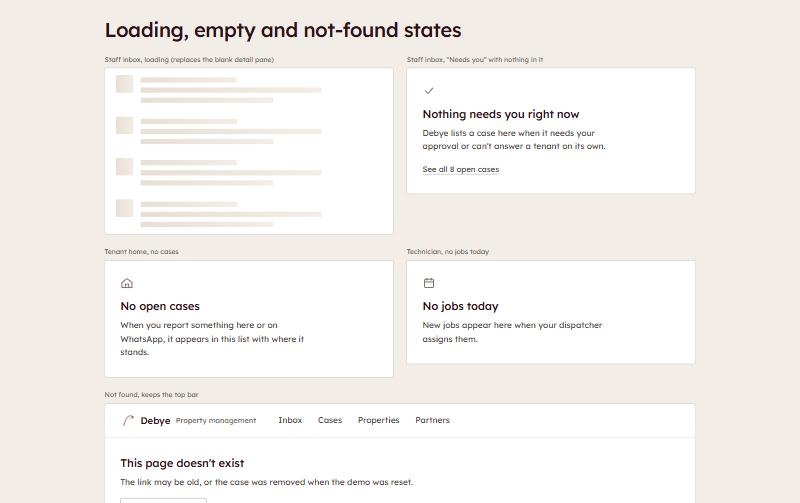 Loading, empty and not-found states
Staff inbox, loading (replaces the blank detail pane)
Staff inbox, "Needs you" with nothing in it
Nothing needs you right now
Debye lists a case here when it needs your
approval or can't answer a tenant on its own.
See all 8 open cases
Tenant home, no cases
No open cases
When you report something here or on
WhatsApp, it appears in this list with where it
stands.
Technician, no jobs today
No jobs today
New jobs appear here when your dispatcher
assigns them.
Not found, keeps the top bar
Debye Property management Inbox Cases Properties Partners
This page doesn't exist
The link may be old, or the case was removed when the demo was reset.